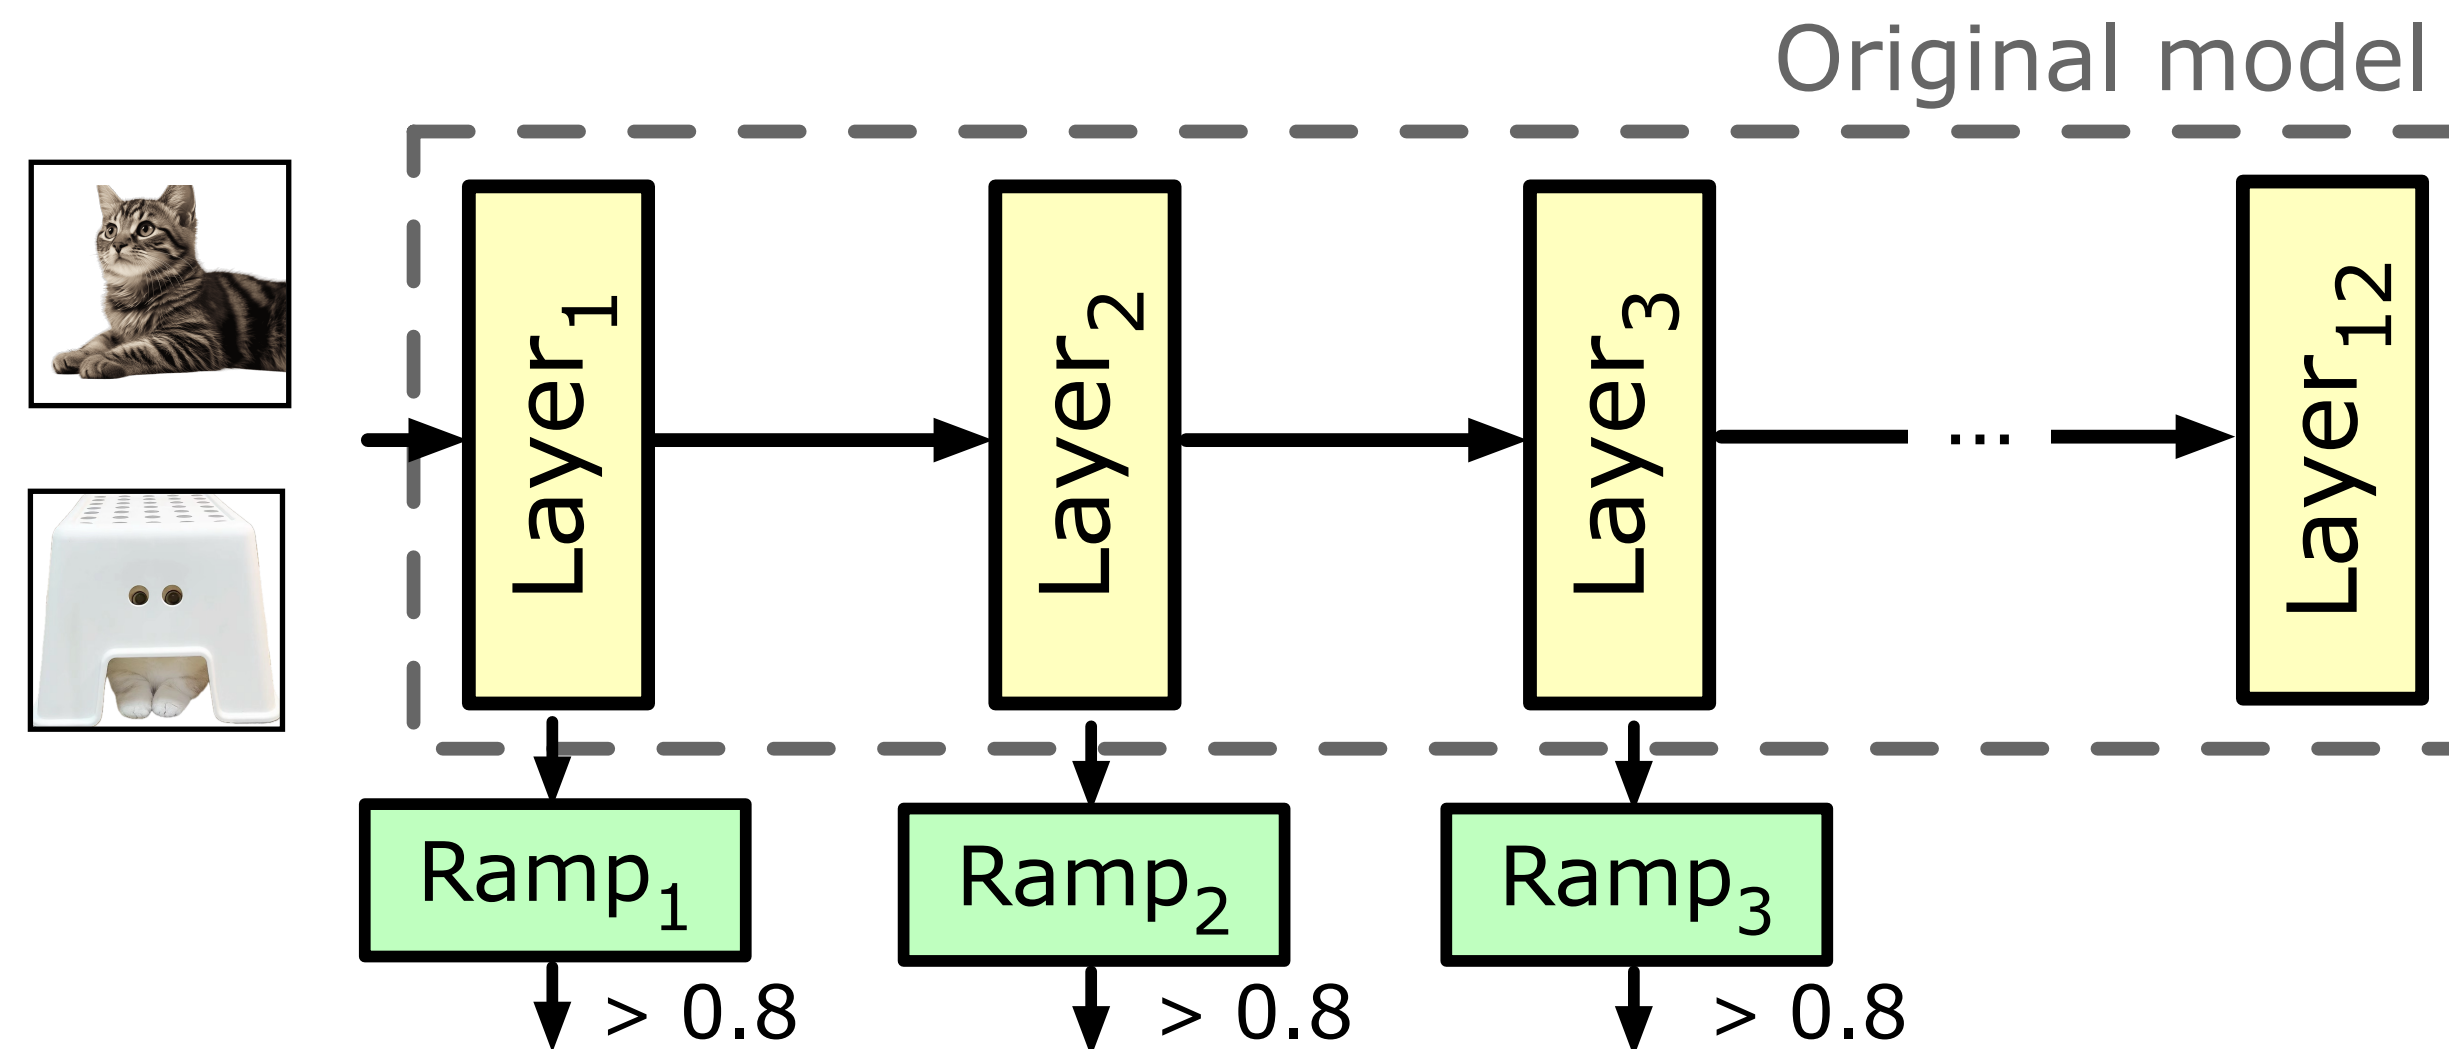 Original model
Layer1
Layer2
Layer3
...
Layer12
Ramp1
Ramp2
Ramp3
> 0.8
> 0.8
> 0.8